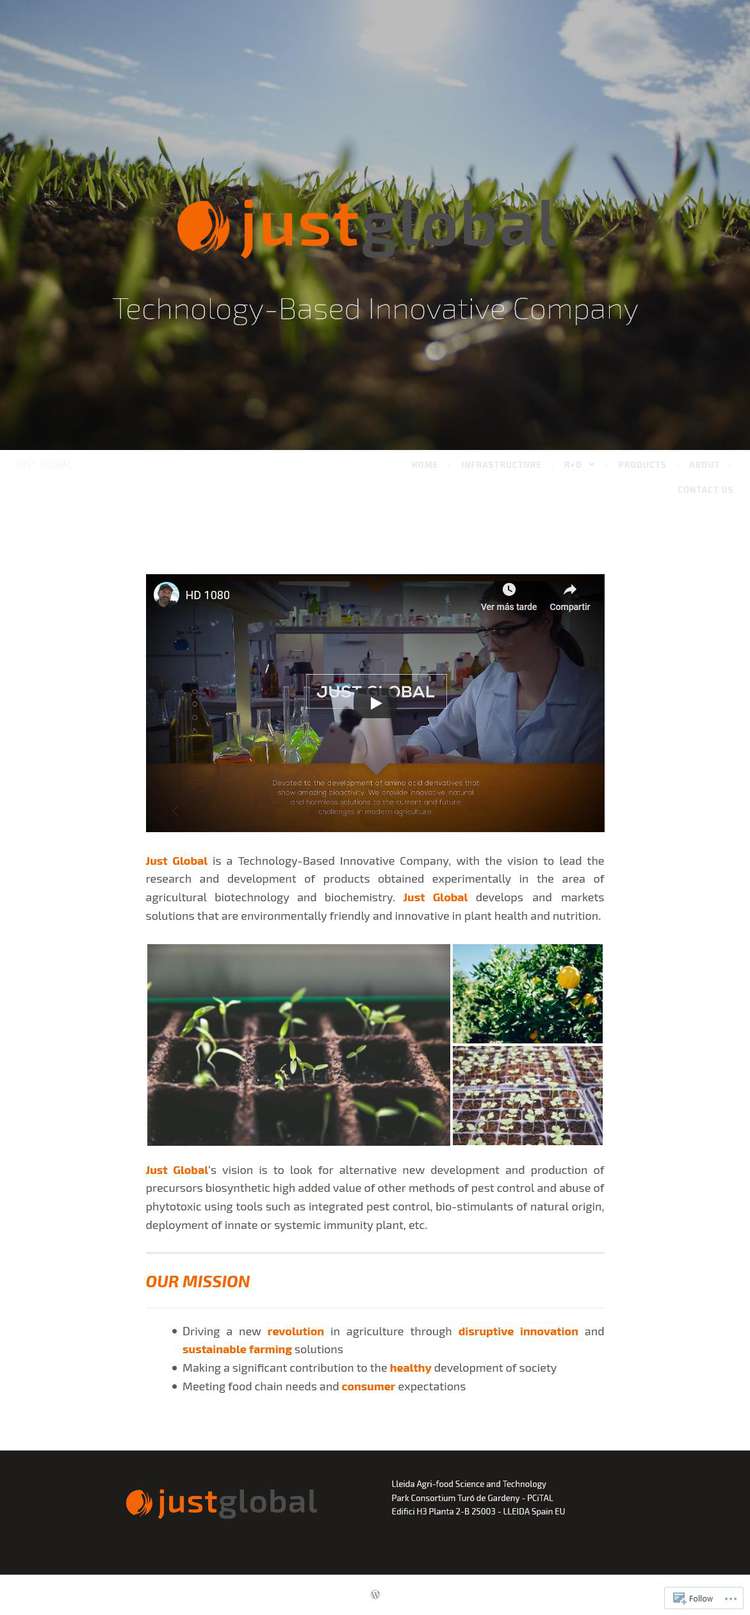 justglobal
Technology-Based Innovative Company
JUST GLOBAL
HOME
INFRASTRUCTURE
R+D
PRODUCTS
ABOUT
CONTACT US
HD 1080
Ver más tarde
Compartir
JUST GLOBAL
Devoted to the development of amino acid derivatives that
show amazing bioactivity. We provide innovative, natural
and harmless solutions to the current and future
challenges in modern agriculture.
Just Global is a Technology-Based Innovative Company, with the vision to lead the
research and development of products obtained experimentally in the area of
agricultural biotechnology and biochemistry. Just Global develops and markets
solutions that are environmentally friendly and innovative in plant health and nutrition.
Just Global's vision is to look for alternative new development and production of
precursors biosynthetic high added value of other methods of pest control and abuse of
phytotoxic using tools such as integrated pest control, bio-stimulants of natural origin,
deployment of innate or systemic immunity plant, etc.
OUR MISSION
Driving a new revolution in agriculture through disruptive innovation and
sustainable farming solutions
Making a significant contribution to the healthy development of society
Meeting food chain needs and consumer expectations
justglobal
Lleida Agri-food Science and Technology
Park Consortium Turó de Gardeny - PCiTAL
Edifici H3 Planta 2-B 25003 - LLEIDA Spain EU
Follow